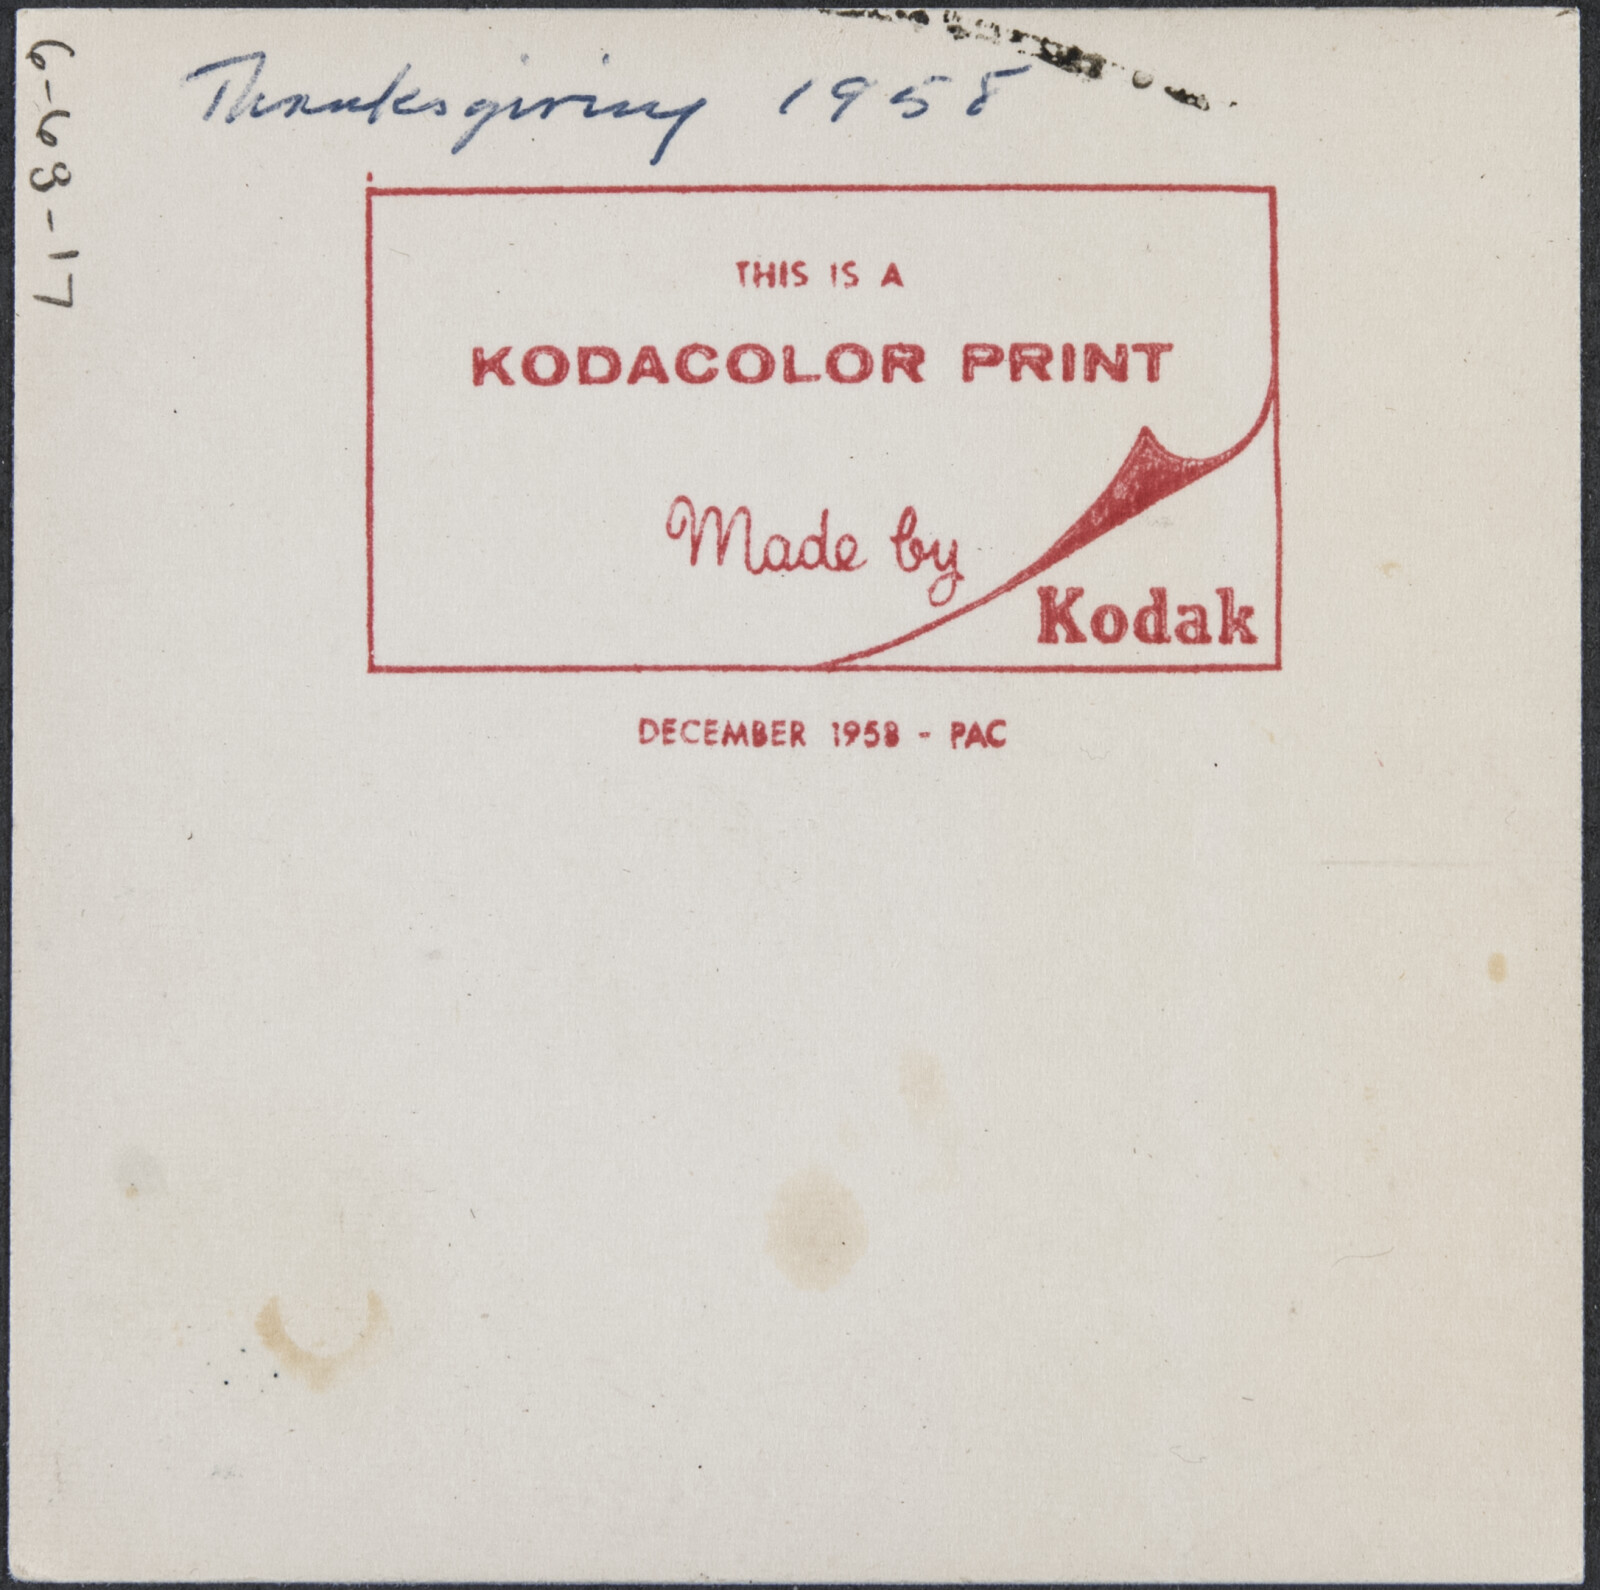 Thanksgiving 1958
6-63-17
THIS IS A
KODACOLOR PRINT
Made by
Kodak
DECEMBER 1958 - PAC